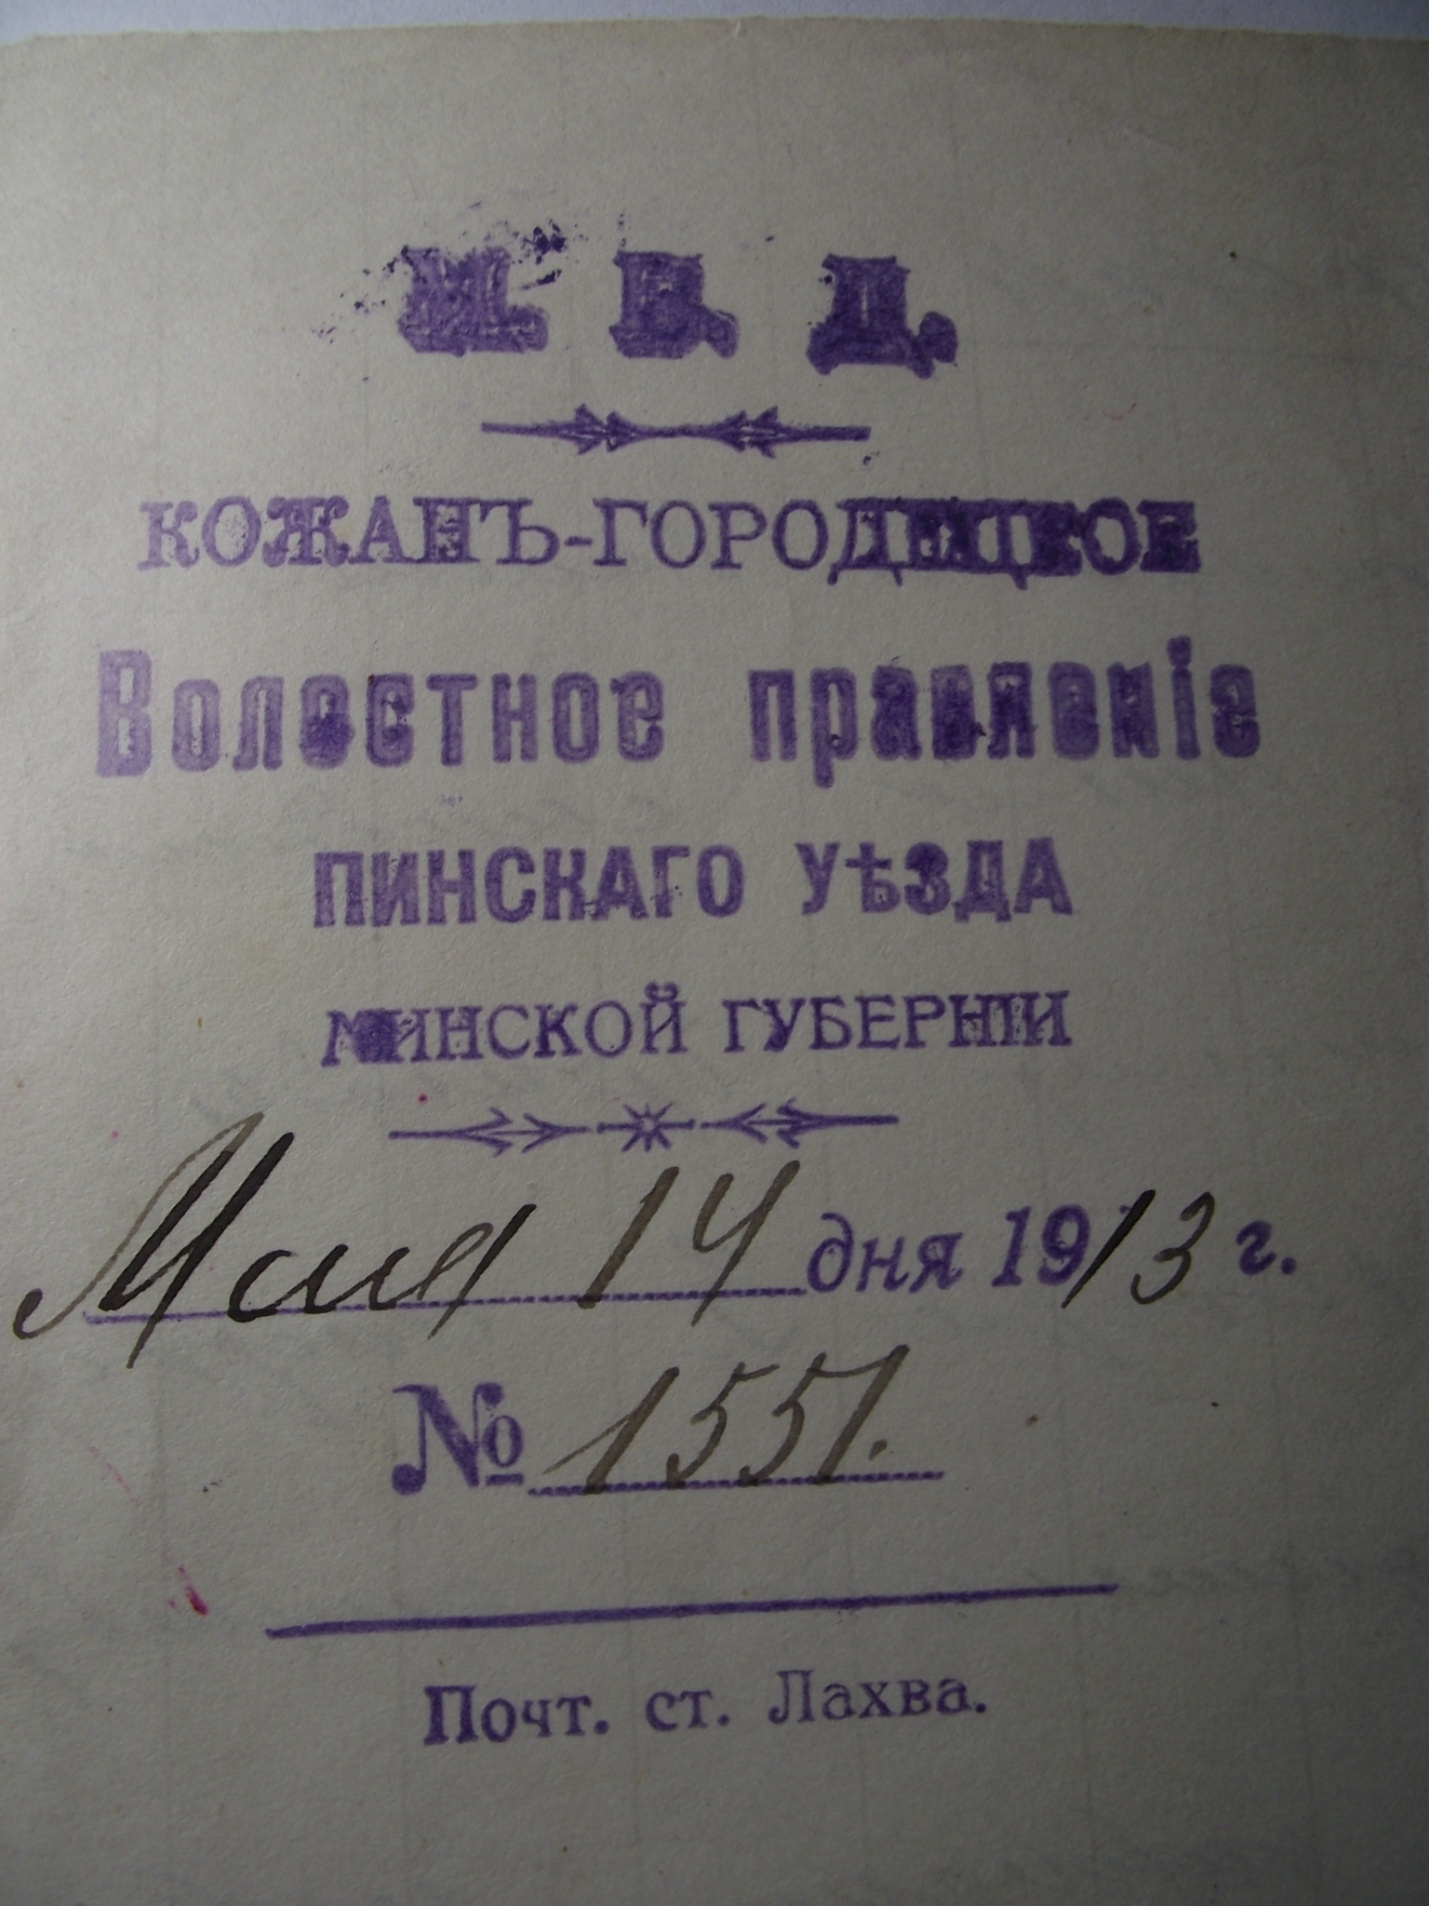 М. В. Д.
КОЖАНЪ-ГОРОДЕЦКОЕ
Волостное правленіе
ПИНСКАГО УѢЗДА
МИНСКОЙ ГУБЕРНІИ
Мая 14 дня 1913 г.
№ 1551.
Почт. ст. Лахва.